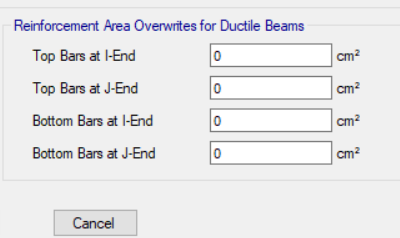 Reinforcement Area Overwrites for Ductile Beams
Top Bars at I-End 0 cm²
Top Bars at J-End 0 cm²
Bottom Bars at I-End 0 cm²
Bottom Bars at J-End 0 cm²
Cancel